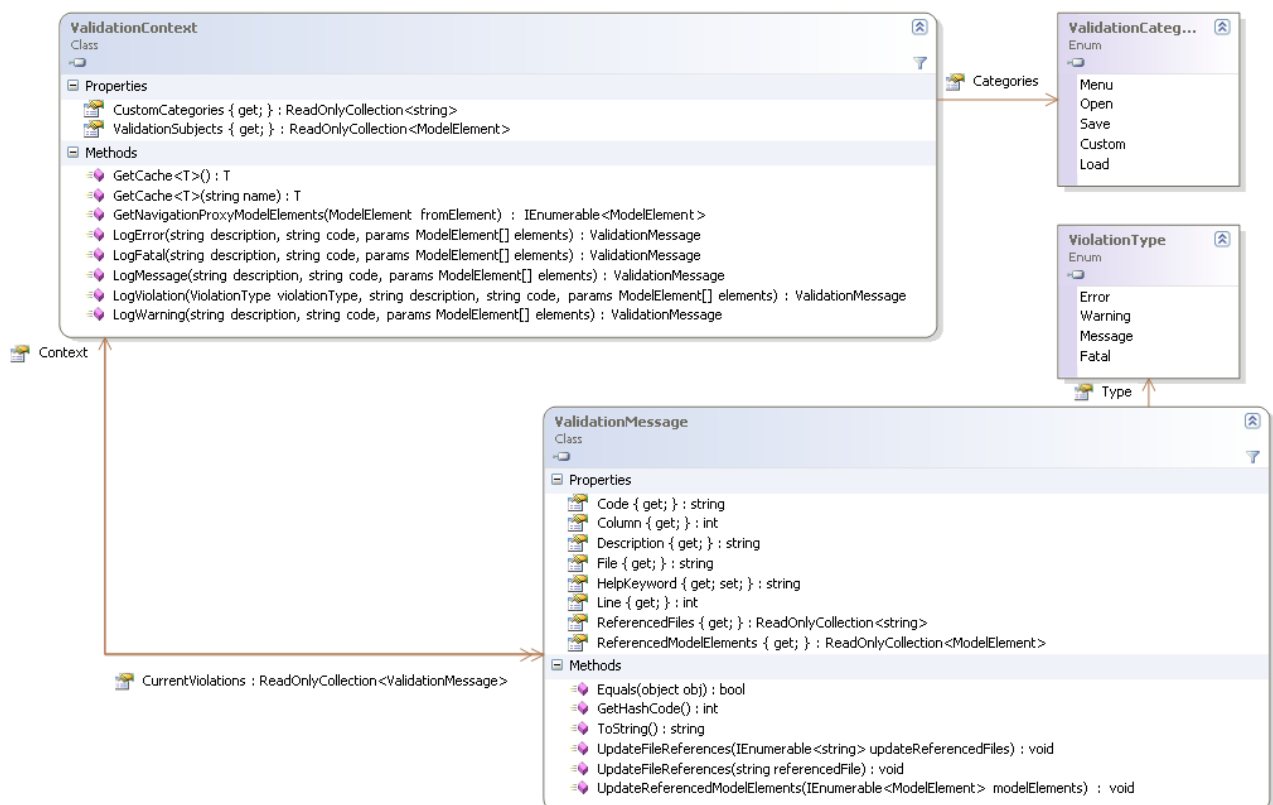 ValidationContext
Class
Properties
CustomCategories { get; } : ReadOnlyCollection<string>
ValidationSubjects { get; } : ReadOnlyCollection<ModelElement>
Methods
GetCache<T>() : T
GetCache<T>(string name) : T
GetNavigationProxyModelElements(ModelElement fromElement) : IEnumerable<ModelElement>
LogError(string description, string code, params ModelElement[] elements) : ValidationMessage
LogFatal(string description, string code, params ModelElement[] elements) : ValidationMessage
LogMessage(string description, string code, params ModelElement[] elements) : ValidationMessage
LogViolation(ViolationType violationType, string description, string code, params ModelElement[] elements) : ValidationMessage
LogWarning(string description, string code, params ModelElement[] elements) : ValidationMessage
Categories
ValidationCateg...
Enum
Menu
Open
Save
Custom
Load
ViolationType
Enum
Error
Warning
Message
Fatal
Type
Context
ValidationMessage
Class
Properties
Code { get; } : string
Column { get; } : int
Description { get; } : string
File { get; } : string
HelpKeyword { get; set; } : string
Line { get; } : int
ReferencedFiles { get; } : ReadOnlyCollection<string>
ReferencedModelElements { get; } : ReadOnlyCollection<ModelElement>
Methods
Equals(object obj) : bool
GetHashCode() : int
ToString() : string
UpdateFileReferences(IEnumerable<string> updateReferencedFiles) : void
UpdateFileReferences(string referencedFile) : void
UpdateReferencedModelElements(IEnumerable<ModelElement> modelElements) : void
CurrentViolations : ReadOnlyCollection<ValidationMessage>